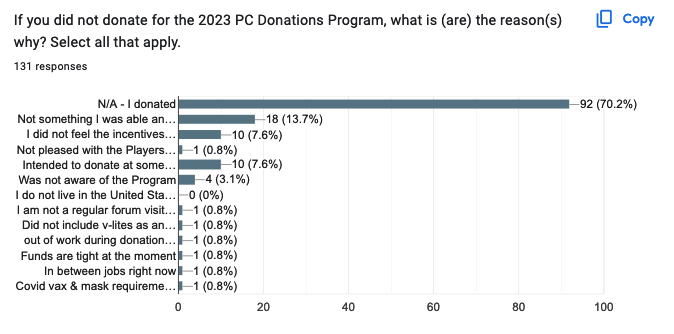 If you did not donate for the 2023 PC Donations Program, what is (are) the reason(s)
why? Select all that apply.
Copy
131 responses
N/A - I donated 92 (70.2%)
Not something I was able an... 18 (13.7%)
I did not feel the incentives... 10 (7.6%)
Not pleased with the Players... 1 (0.8%)
Intended to donate at some... 10 (7.6%)
Was not aware of the Program 4 (3.1%)
I do not live in the United Sta... 0 (0%)
I am not a regular forum visit... 1 (0.8%)
Did not include v-lites as an... 1 (0.8%)
out of work during donation... 1 (0.8%)
Funds are tight at the moment 1 (0.8%)
In between jobs right now 1 (0.8%)
Covid vax & mask requireme... 1 (0.8%)
0 20 40 60 80 100